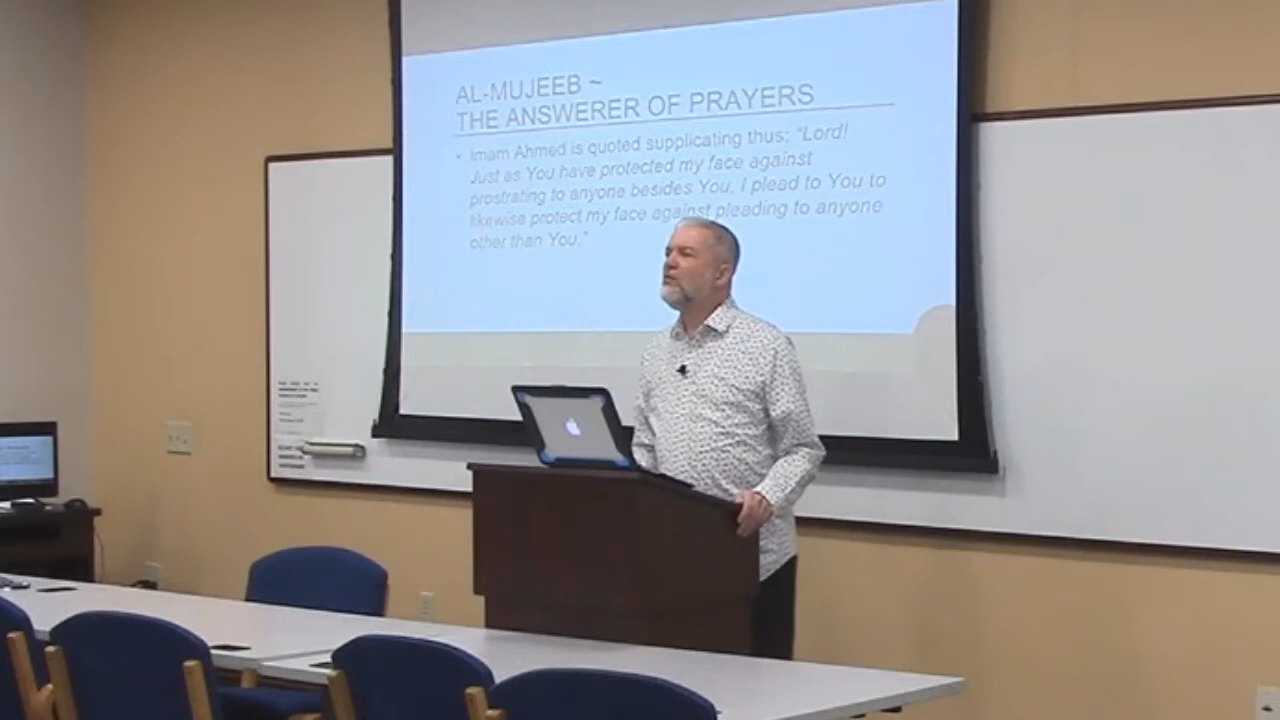 AL-MUJEEB ~
THE ANSWERER OF PRAYERS
• Imam Ahmed is quoted supplicating thus: “Lord!
Just as You have protected my face against
prostrating to anyone besides You, I plead to You to
likewise protect my face against pleading to anyone
other than You.”